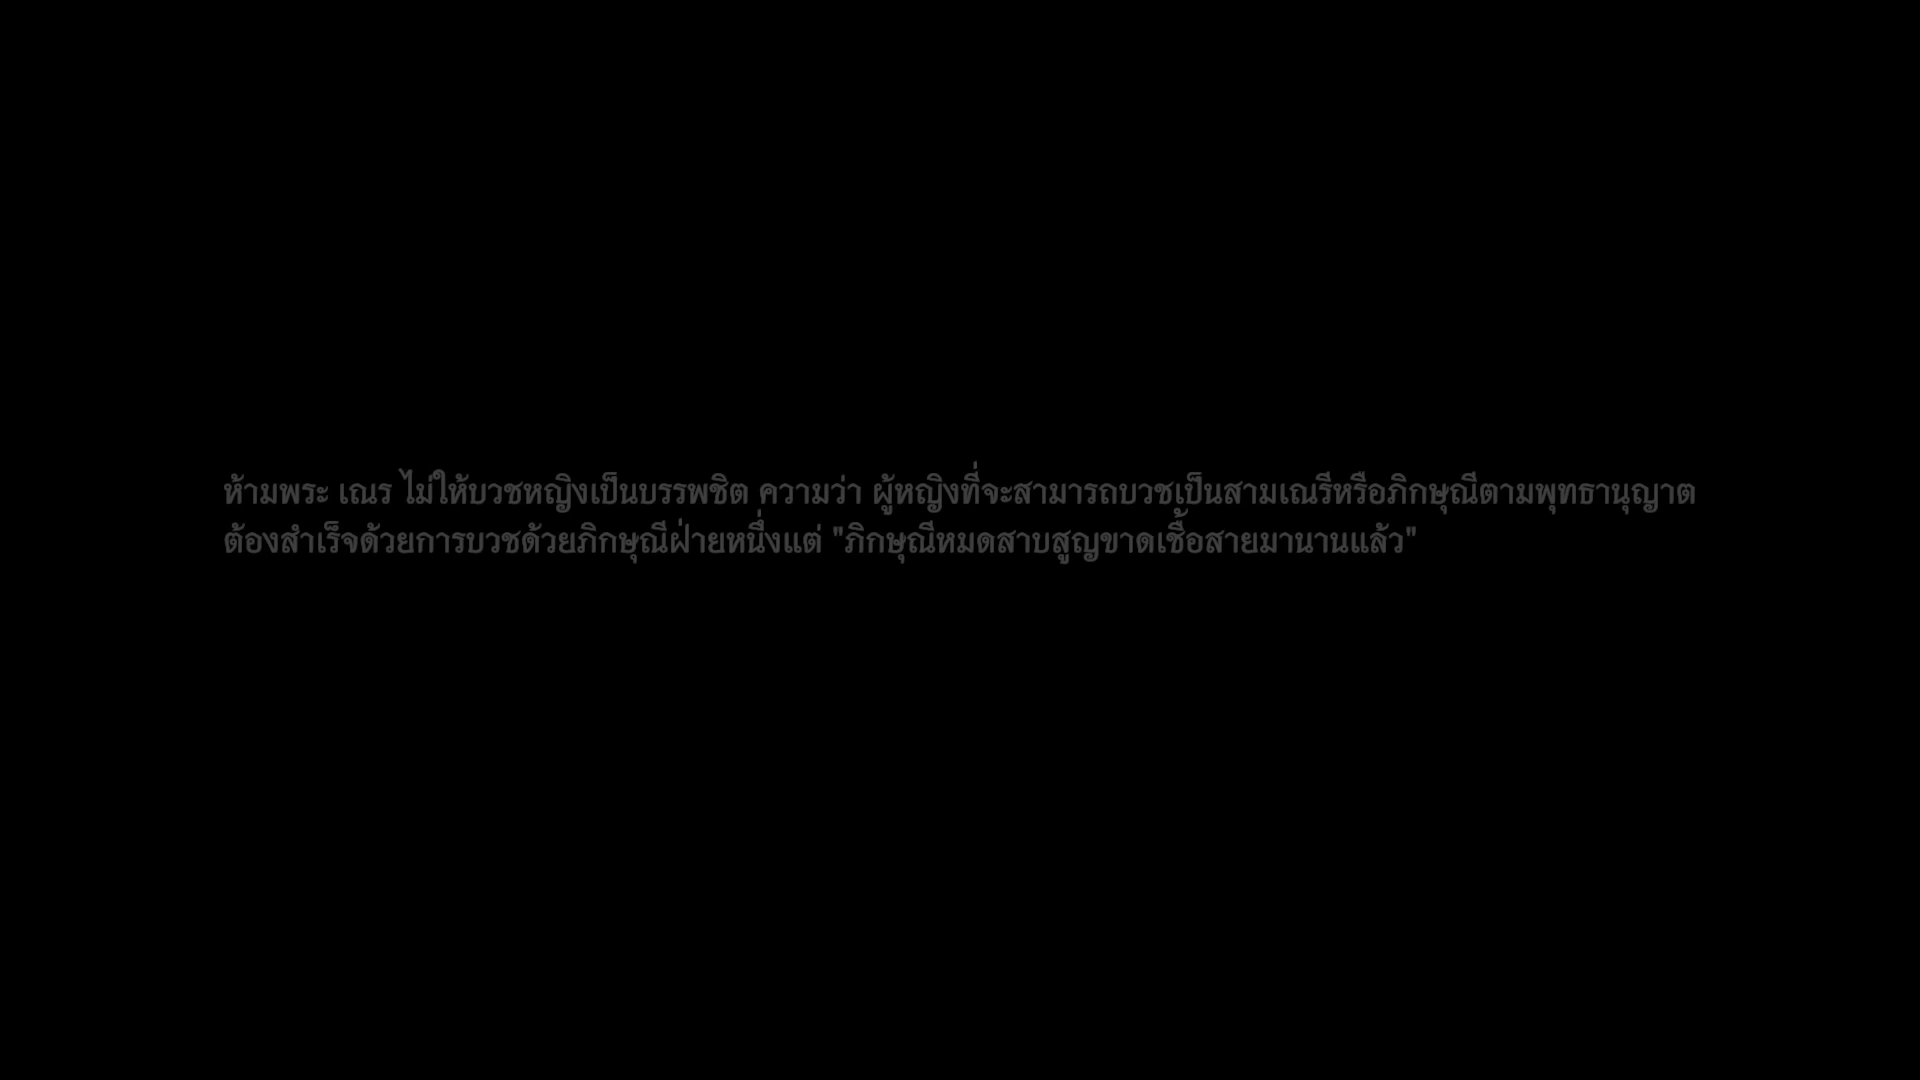 ห้ามพระ เณร ไม่ให้บวชหญิงเป็นบรรพชิต ความว่า ผู้หญิงที่จะสามารถบวชเป็นสามเณรีหรือภิกษุณีตามพุทธานุญาต
ต้องสำเร็จด้วยการบวชด้วยภิกษุณีฝ่ายหนึ่งแต่ "ภิกษุณีหมดสาบสูญขาดเชื้อสายมานานแล้ว"